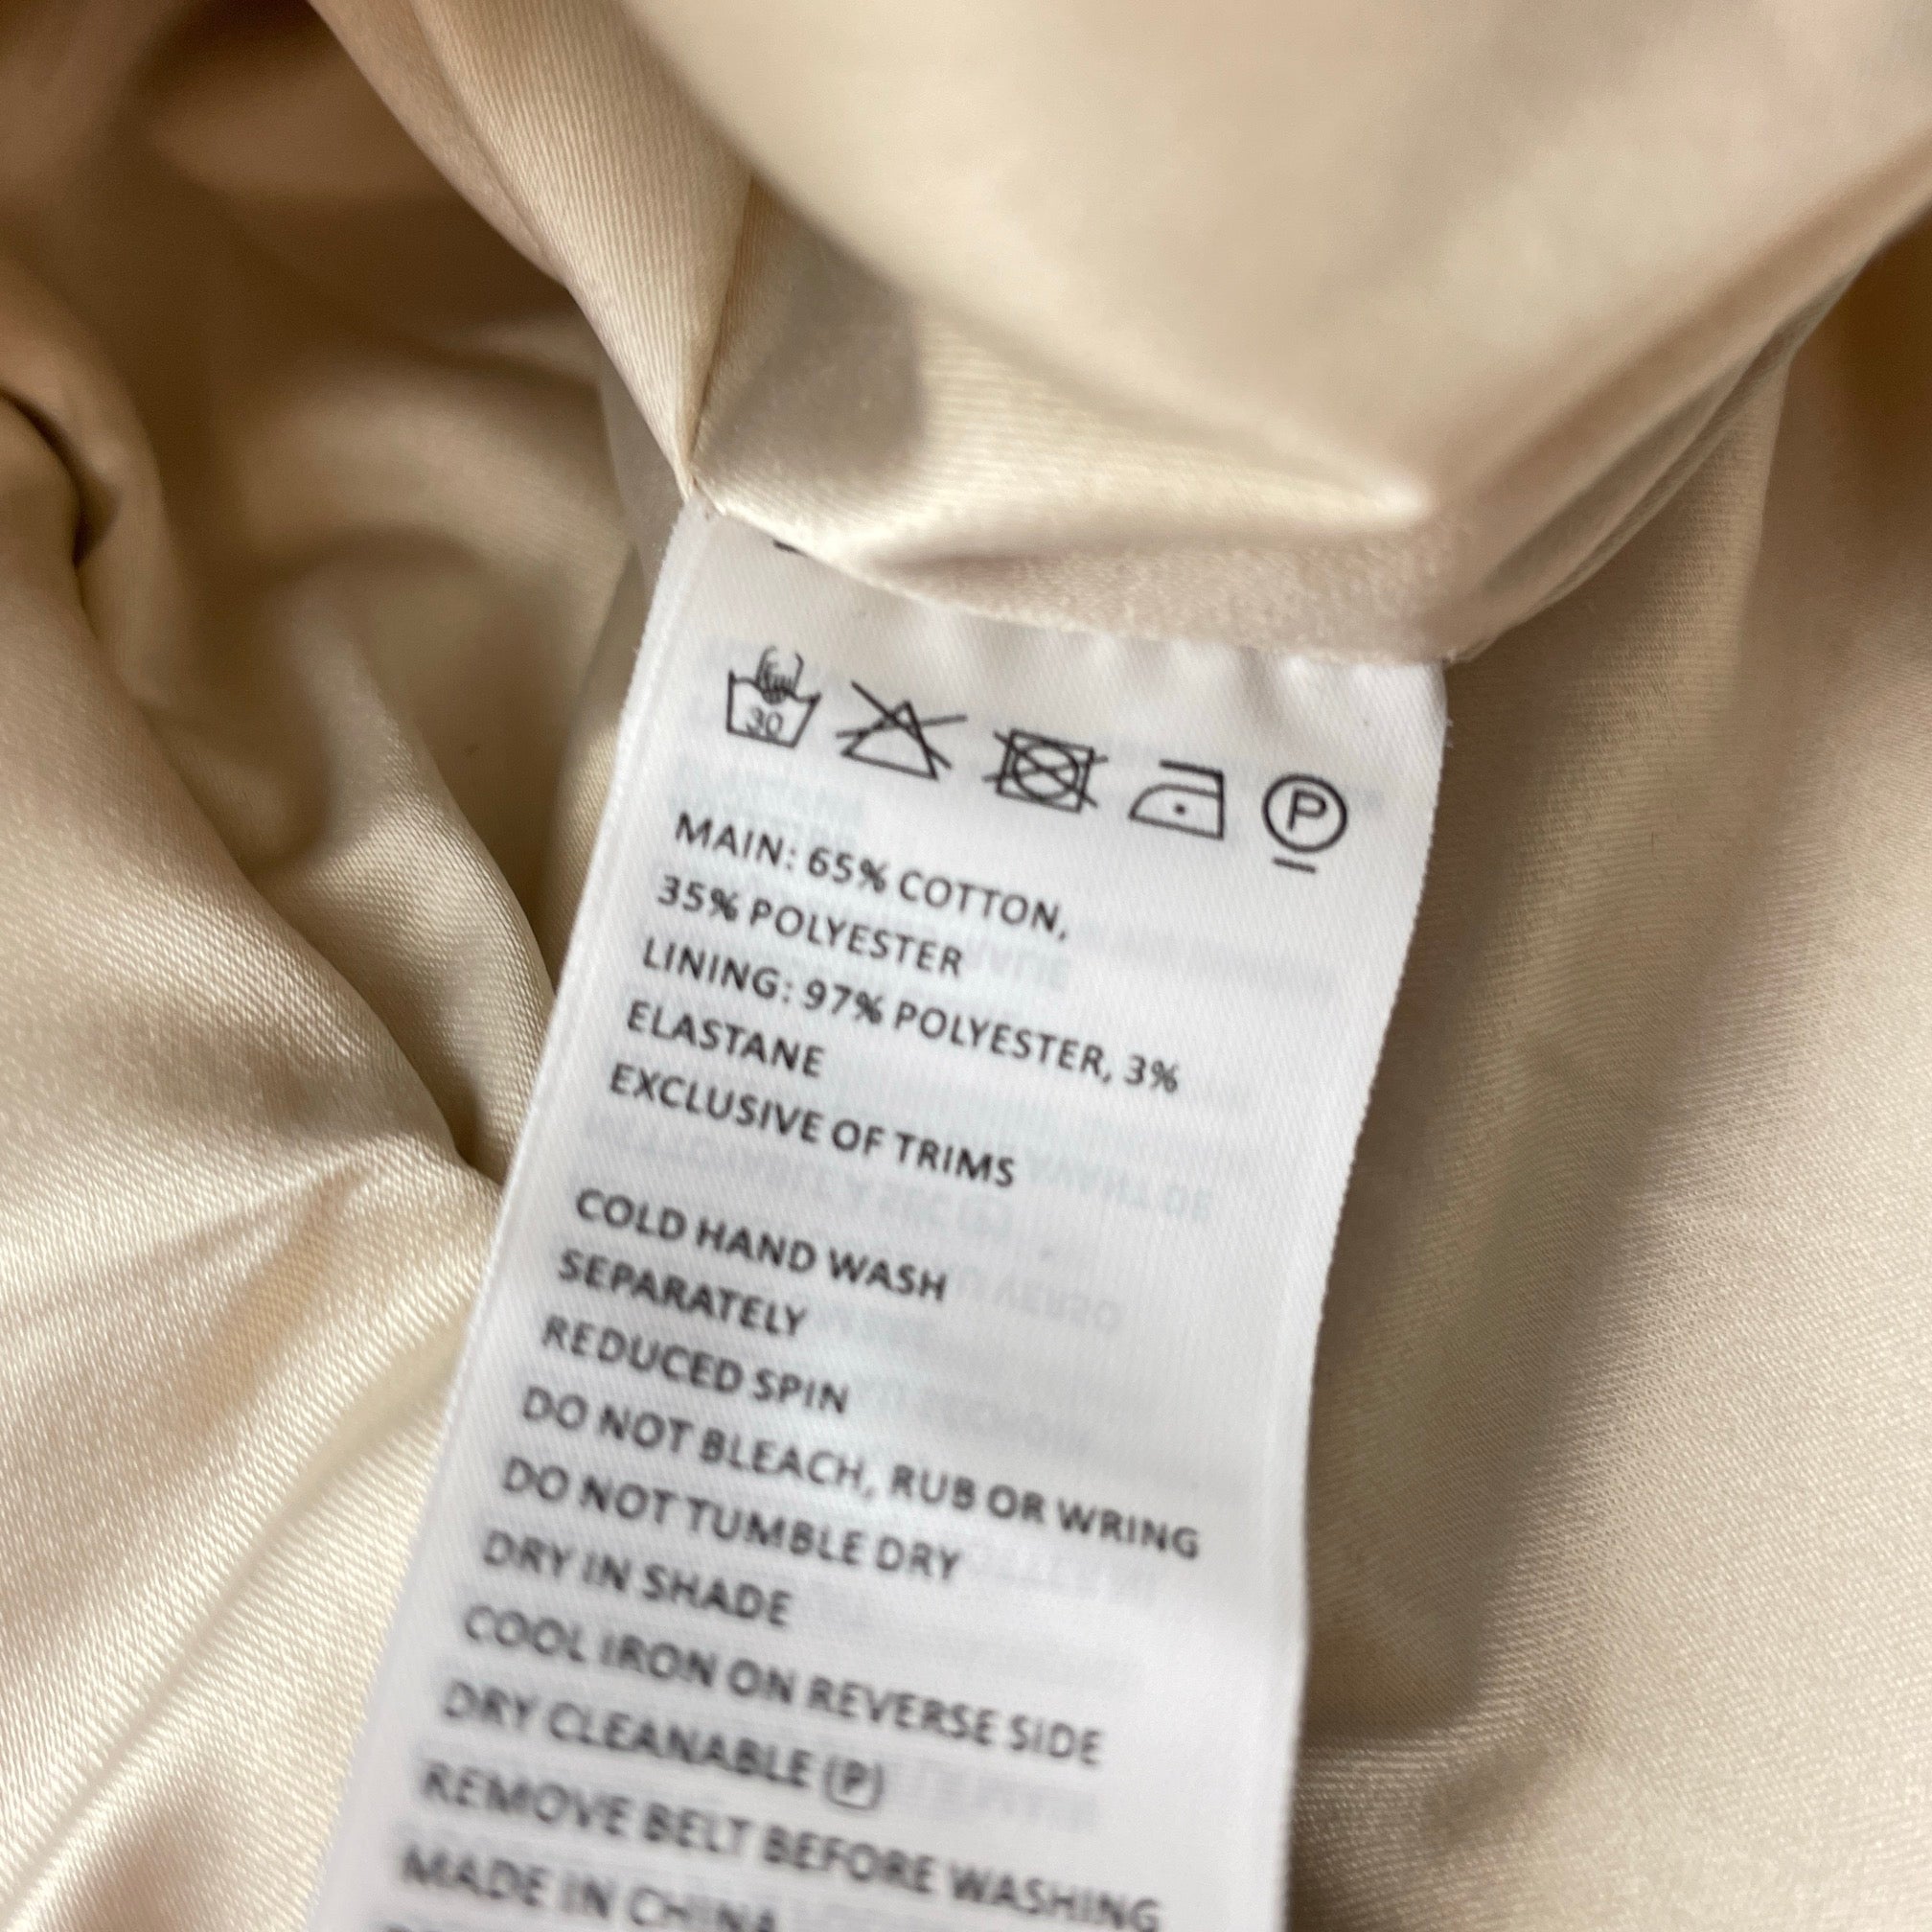 30
P
MAIN: 65% COTTON,
35% POLYESTER
LINING: 97% POLYESTER, 3%
ELASTANE
EXCLUSIVE OF TRIMS
COLD HAND WASH
SEPARATELY
REDUCED SPIN
DO NOT BLEACH, RUB OR WRING
DO NOT TUMBLE DRY
DRY IN SHADE
COOL IRON ON REVERSE SIDE
DRY CLEANABLE (P)
REMOVE BELT BEFORE WASHING
MADE IN CHINA